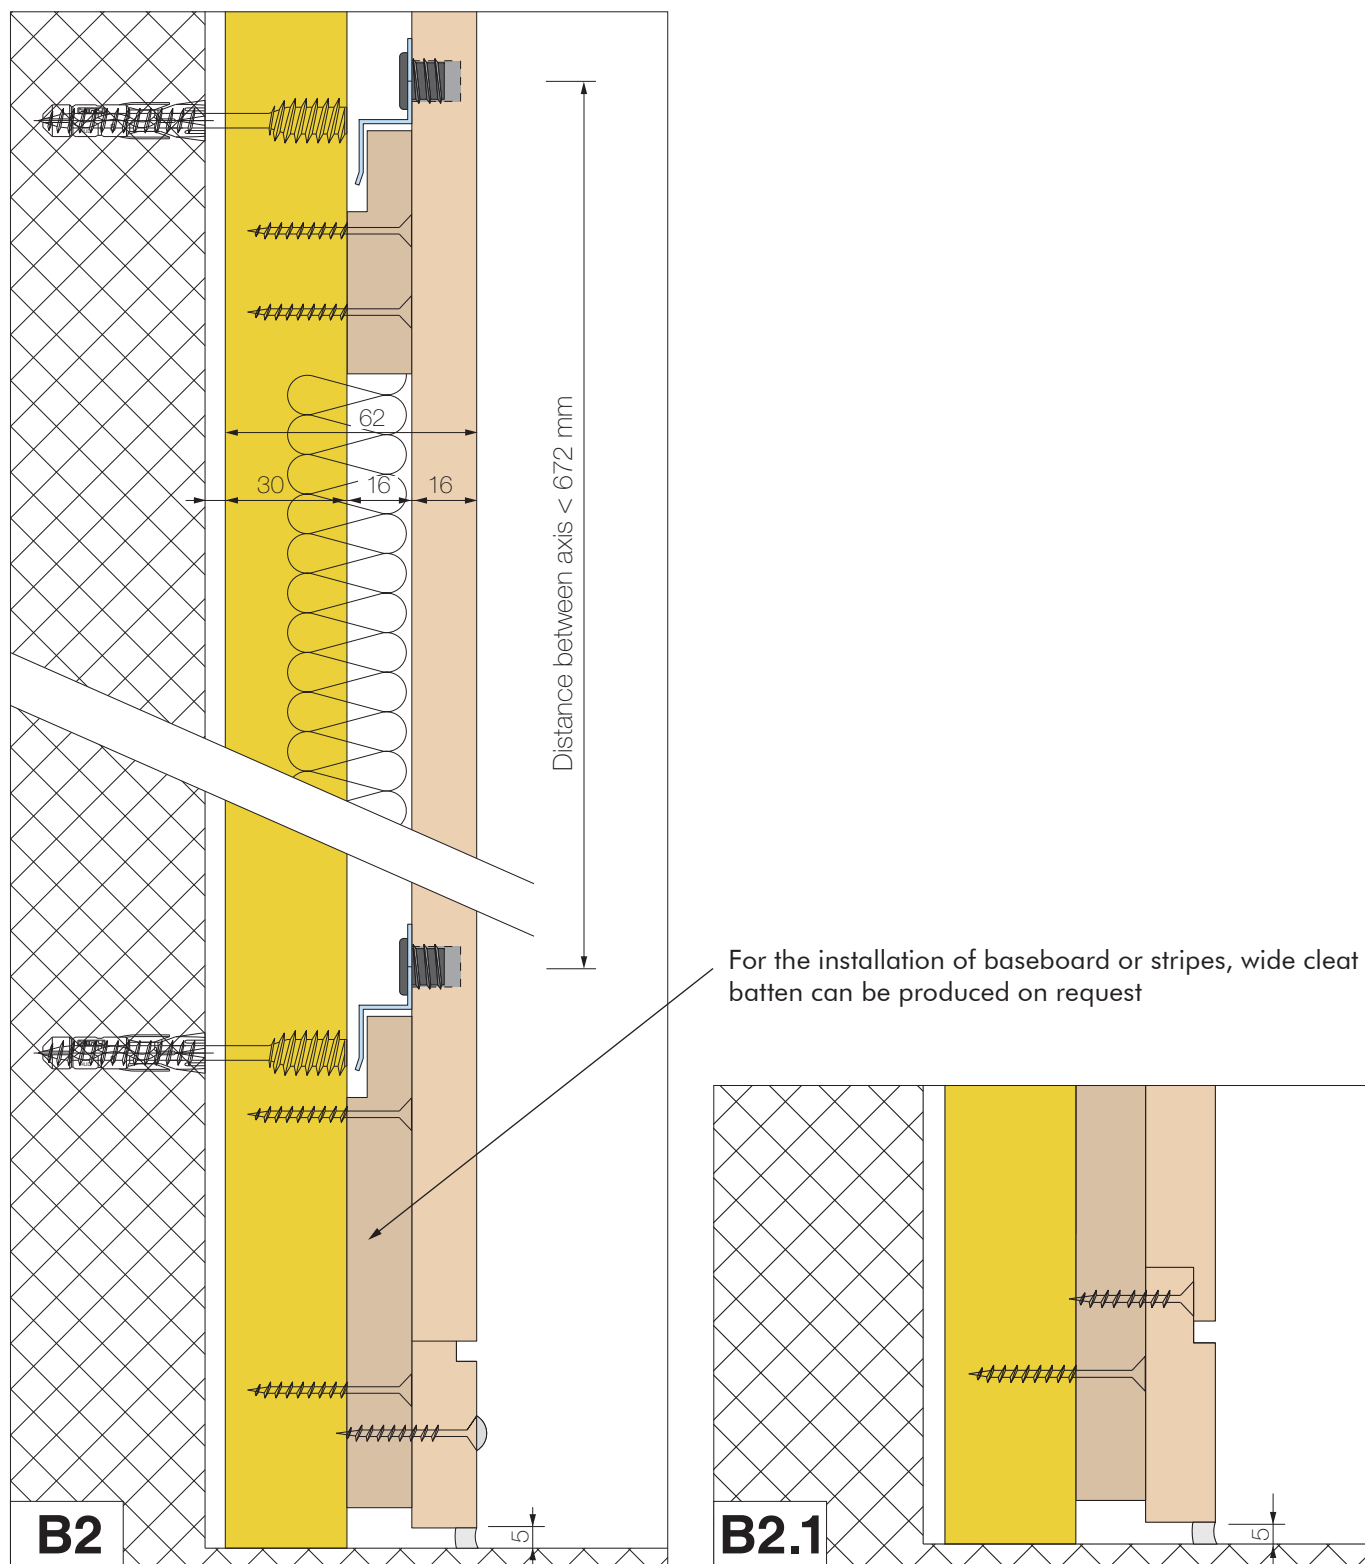 62
30 16 16
Distance between axis < 672 mm
For the installation of baseboard or stripes, wide cleat
batten can be produced on request
5
B2
5
B2.1